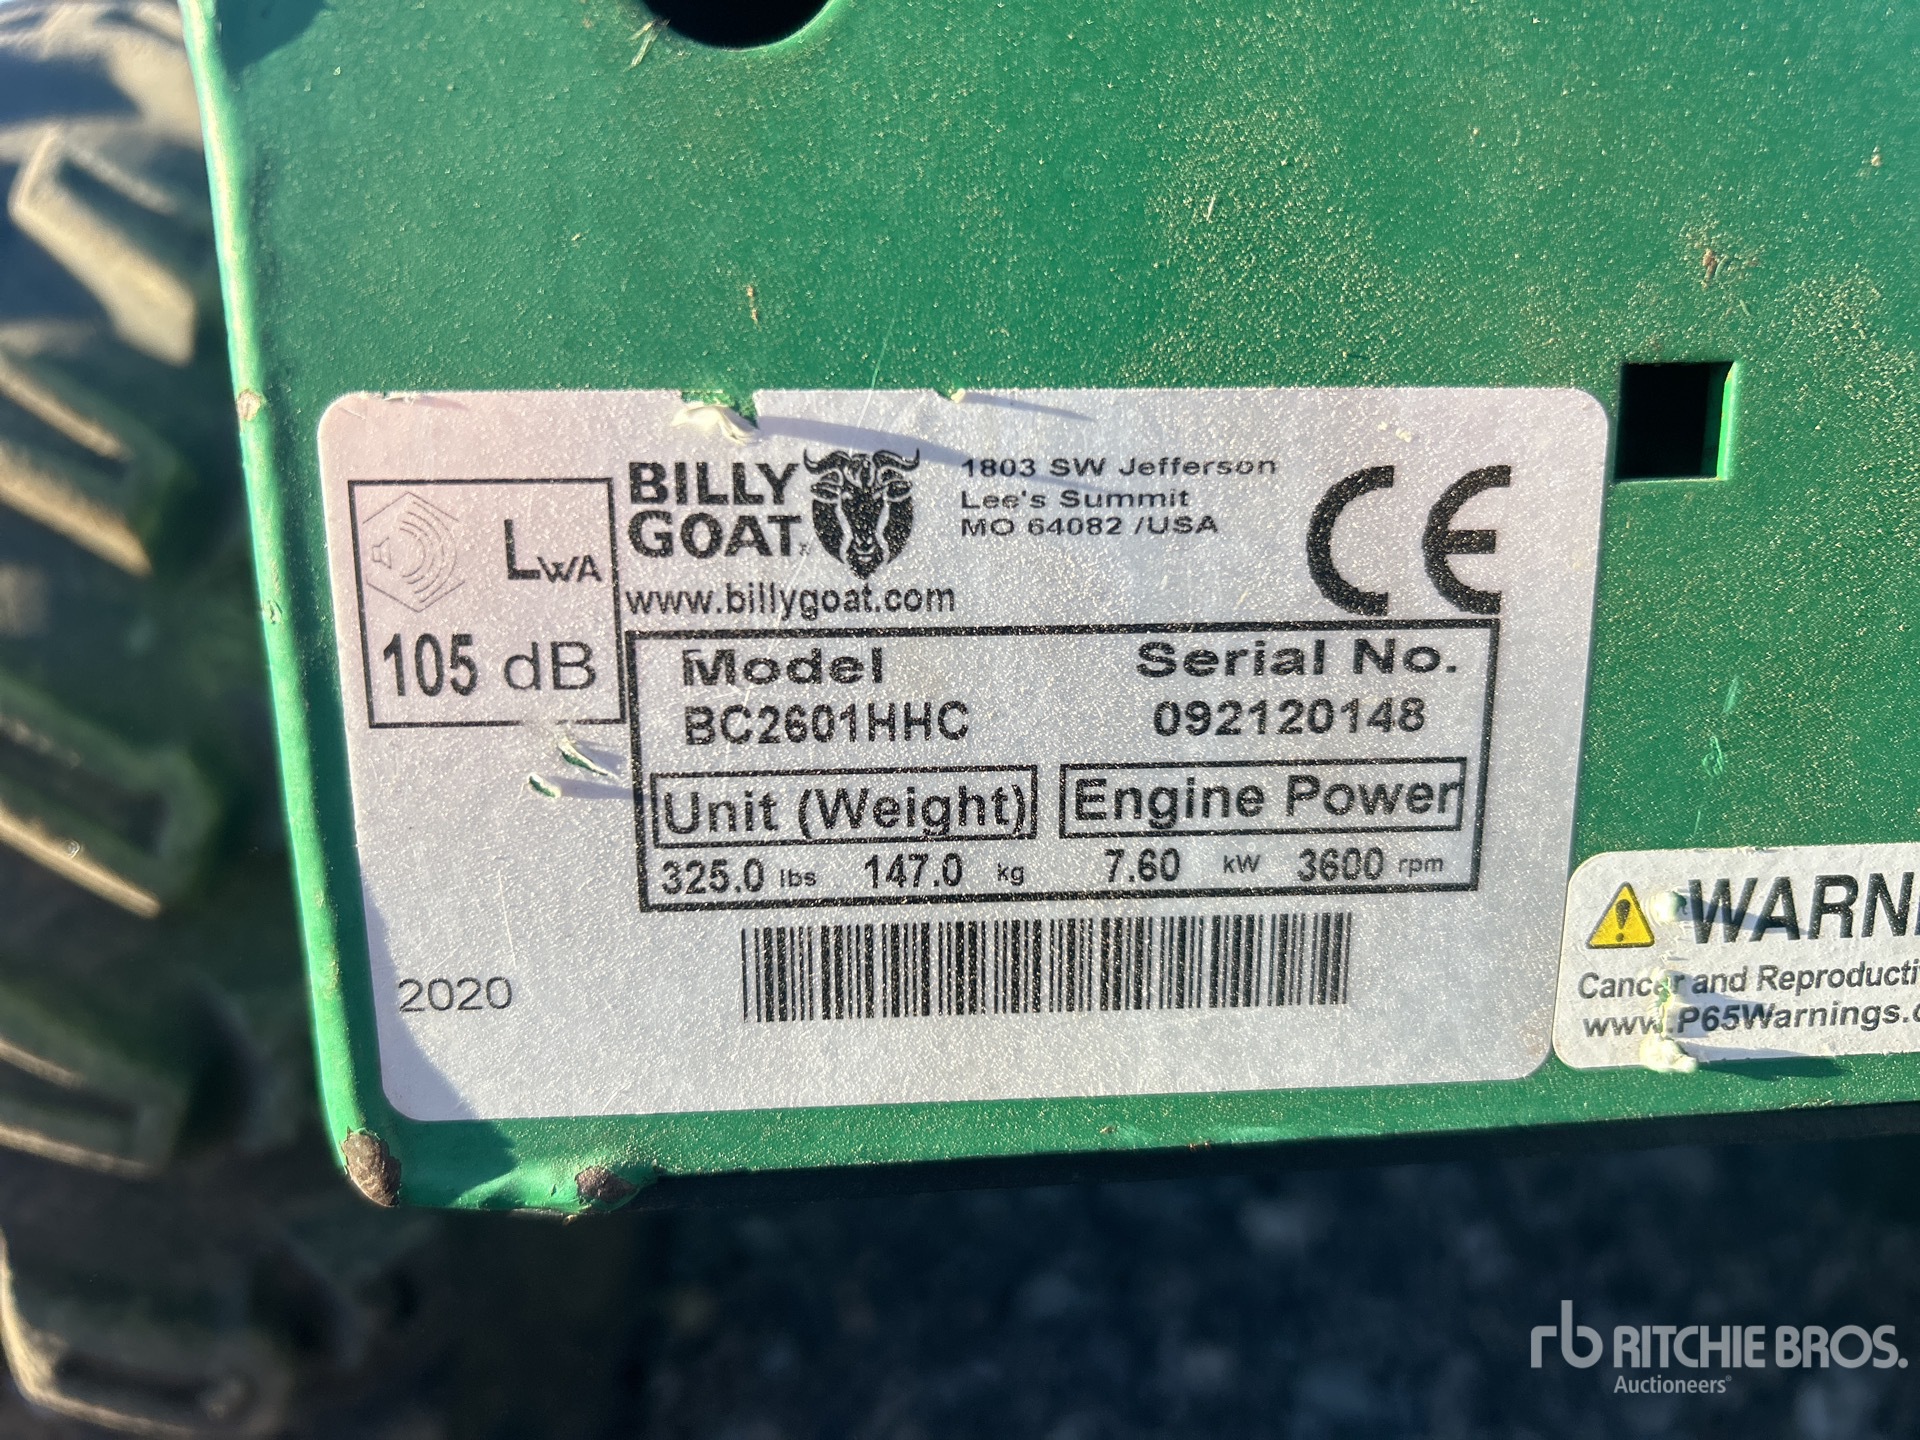 BILLY
GOAT
1803 SW Jefferson
Lee's Summit
MO 64082 /USA
CE
www.billygoat.com
LWA
105 dB
Model
Serial No.
BC2601HHC
092120148
Unit (Weight)
Engine Power
325.0 lbs 147.0 kg
7.60 kW 3600 rpm
2020
Cancer and Reproducti
www.P65Warnings.
rb RITCHIE BROS.
Auctioneers